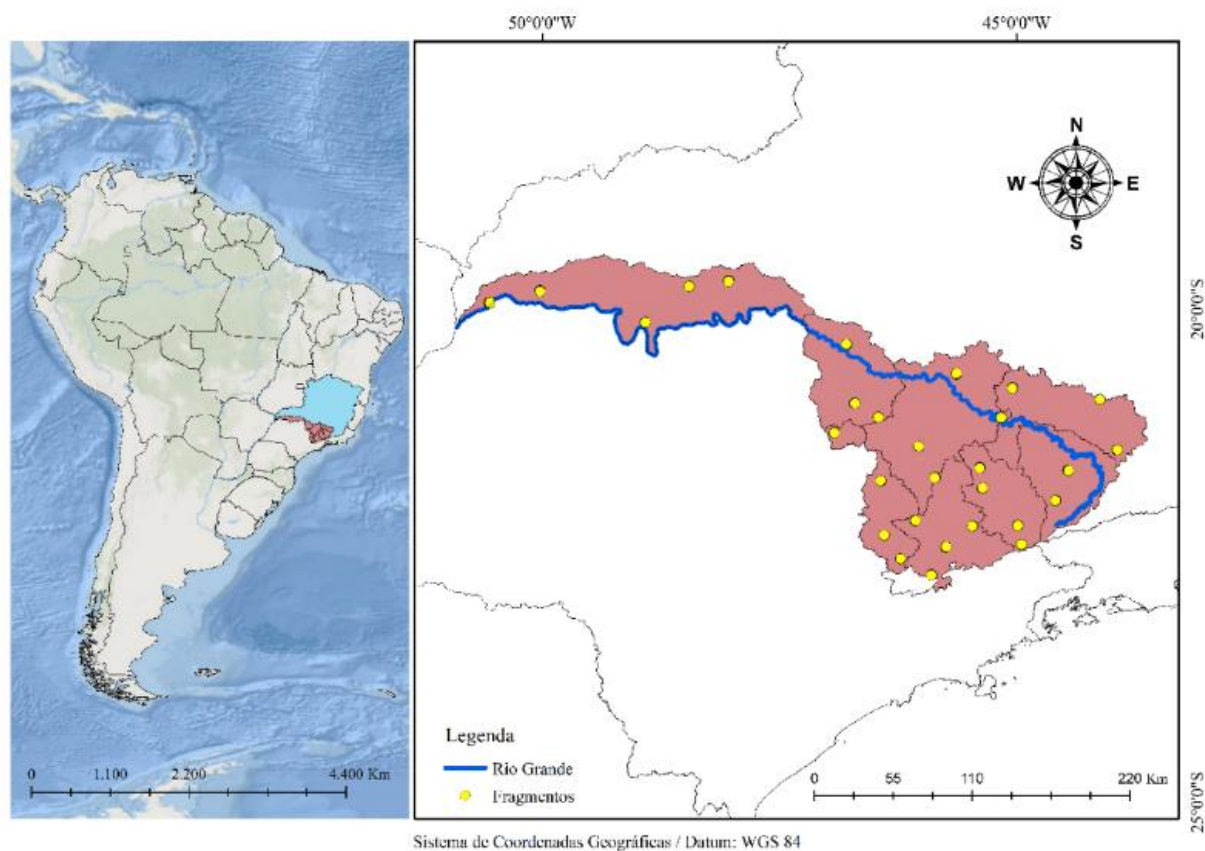 50°0'0"W 45°0'0"W
N
W E
S
20°0'0"S
Legenda
Rio Grande
Fragmentos
0 1.100 2.200 4.400 Km
0 55 110 220 Km
25°0'0"S
Sistema de Coordenadas Geográficas / Datum: WGS 84